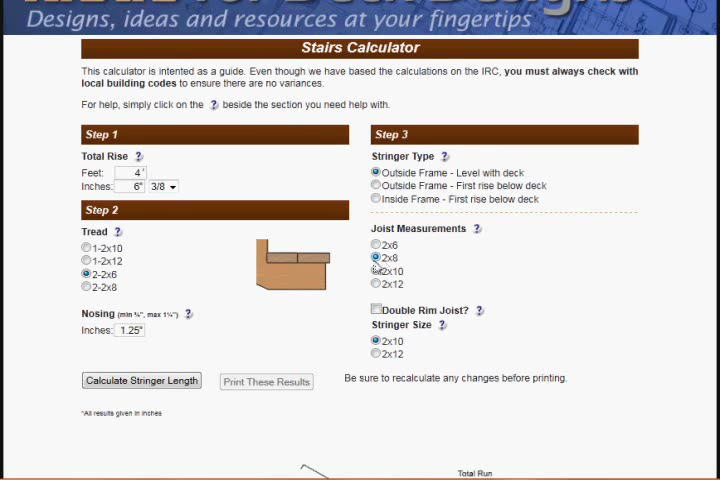 Designs, ideas and resources at your fingertips
Stairs Calculator
This calculator is intented as a guide. Even though we have based the calculations on the IRC, you must always check with
local building codes to ensure there are no variances.
For help, simply click on the ? beside the section you need help with.
Step 1
Total Rise ?
Feet: 4'
Inches: 6" 3/8
Step 2
Tread ?
1-2x10
1-2x12
2-2x6
2-2x8
Nosing (min ¾", max 1¼") ?
Inches: 1.25"
Step 3
Stringer Type ?
Outside Frame - Level with deck
Outside Frame - First rise below deck
Inside Frame - First rise below deck
Joist Measurements ?
2x6
2x8
2x10
2x12
Double Rim Joist? ?
Stringer Size ?
2x10
2x12
Calculate Stringer Length
Print These Results
Be sure to recalculate any changes before printing.
*All results given in inches
Total Run